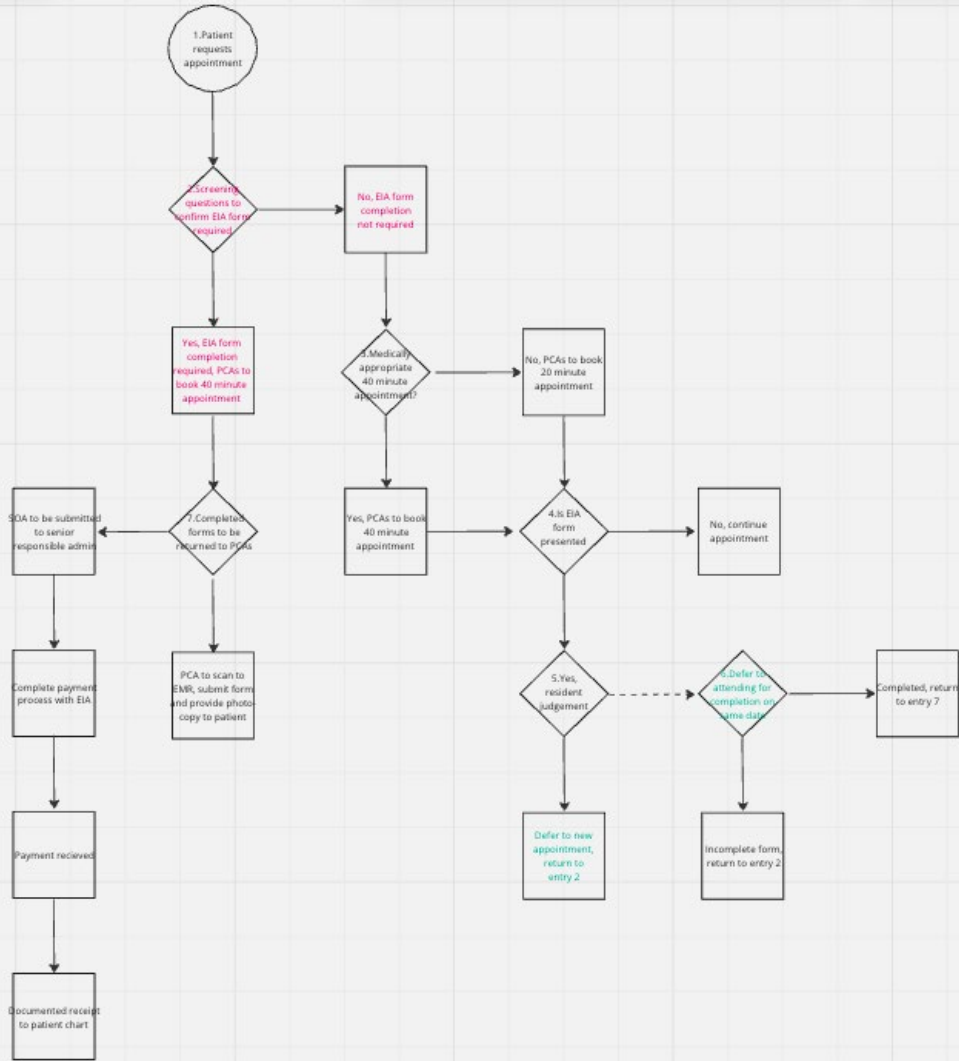 1.Patient
requests
appointment
2.Screening
questions to
confirm EIA form
required
No, EIA form
completion
not required
Yes, EIA form
completion
required, PCAs to
book 40 minute
appointment
3.Medically
appropriate
40 minute
appointment?
No, PCAs to book
20 minute
appointment
SOA to be submitted
to senior
responsible admin
7.Completed
forms to be
returned to PCAs
Yes, PCAs to book
40 minute
appointment
4.Is EIA
form
presented
No, continue
appointment
Complete payment
process with EIA
PCA to scan to
EMR, submit form
and provide photo-
copy to patient
5.Yes,
resident
judgement
6.Defer to
attending for
completion on
same date
Completed, return
to entry 7
Payment recieved
Defer to new
appointment,
return to
entry 2
Incomplete form,
return to entry 2
Documented receipt
to patient chart